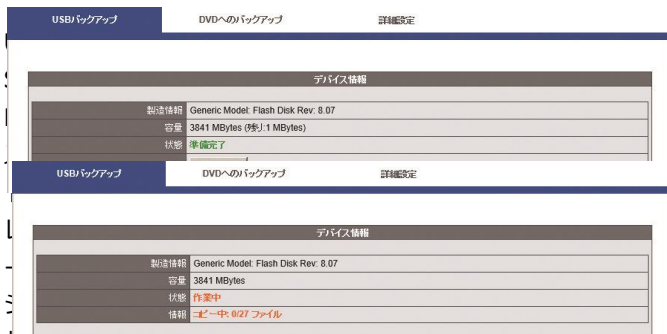 USBバックアップ DVDへのバックアップ 詳細設定
デバイス情報
製造情報 Generic Model: Flash Disk Rev: 8.07
容量 3841 MBytes (残り:1 MBytes)
状態 準備完了
USBバックアップ DVDへのバックアップ 詳細設定
デバイス情報
製造情報 Generic Model: Flash Disk Rev: 8.07
容量 3841 MBytes
状態 作業中
情報 コピー中: 0/27 ファイル